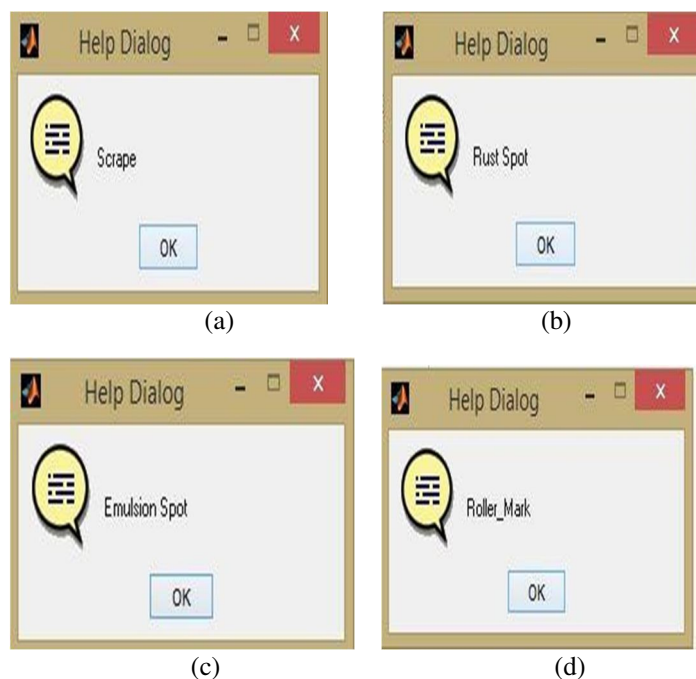 Help Dialog
X
Scrape
OK
(a)
Help Dialog
X
Rust Spot
OK
(b)
Help Dialog
X
Emulsion Spot
OK
(c)
Help Dialog
X
Roller_Mark
OK
(d)